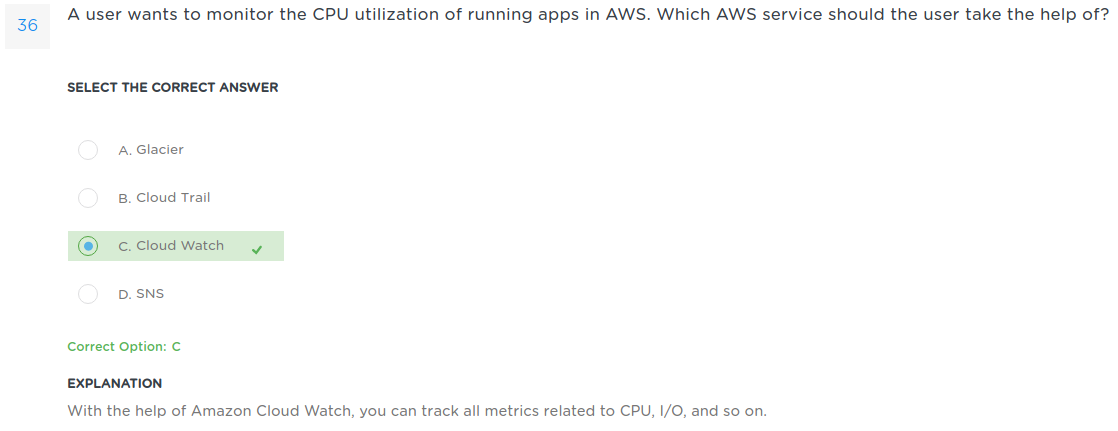 36
A user wants to monitor the CPU utilization of running apps in AWS. Which AWS service should the user take the help of?
SELECT THE CORRECT ANSWER
A. Glacier
B. Cloud Trail
C. Cloud Watch
D. SNS
Correct Option: C
EXPLANATION
With the help of Amazon Cloud Watch, you can track all metrics related to CPU, I/O, and so on.